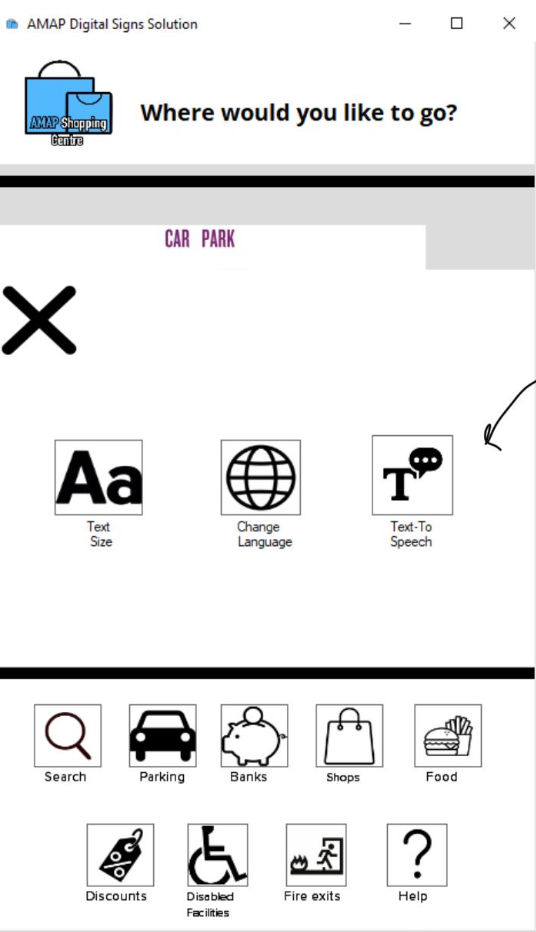 AMAP Digital Signs Solution
AMAP Shopping
Centre
Where would you like to go?
CAR PARK
Aa
T
Text
Size
Change
Language
Text-To
Speech
Search
Parking
Banks
Shops
Food
Discounts
Disabled
Facilities
Fire exits
?
Help